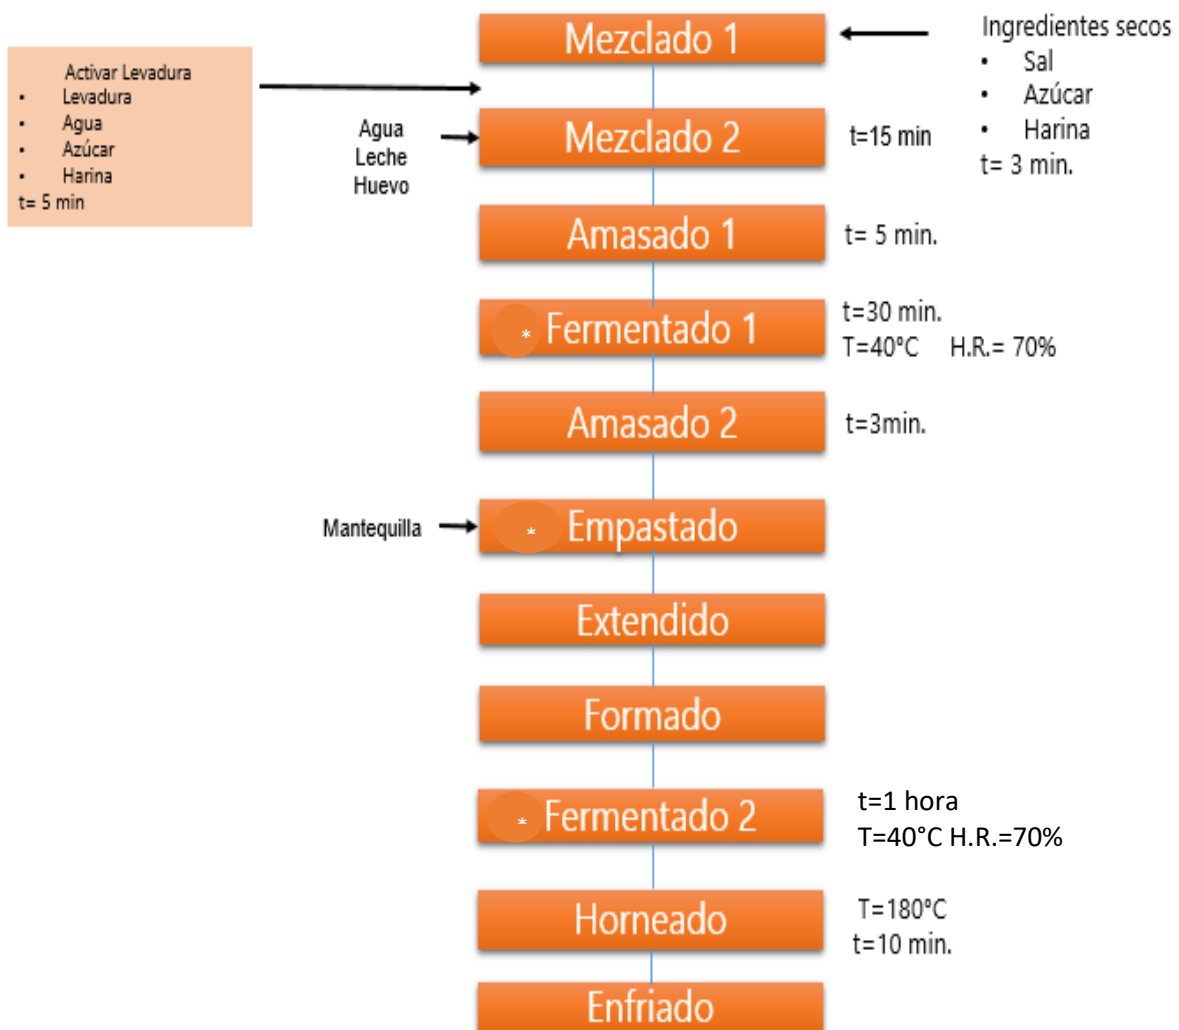 Mezclado 1
Ingredientes secos
• Sal
• Azúcar
• Harina
t= 3 min.
Activar Levadura
• Levadura
• Agua
• Azúcar
• Harina
t= 5 min
Agua
Leche
Huevo
Mezclado 2
t=15 min
Amasado 1
t= 5 min.
* Fermentado 1
t=30 min.
T=40°C H.R.= 70%
Amasado 2
t=3min.
Mantequilla
* Empastado
Extendido
Formado
* Fermentado 2
t=1 hora
T=40°C H.R.=70%
Horneado
T=180°C
t=10 min.
Enfriado